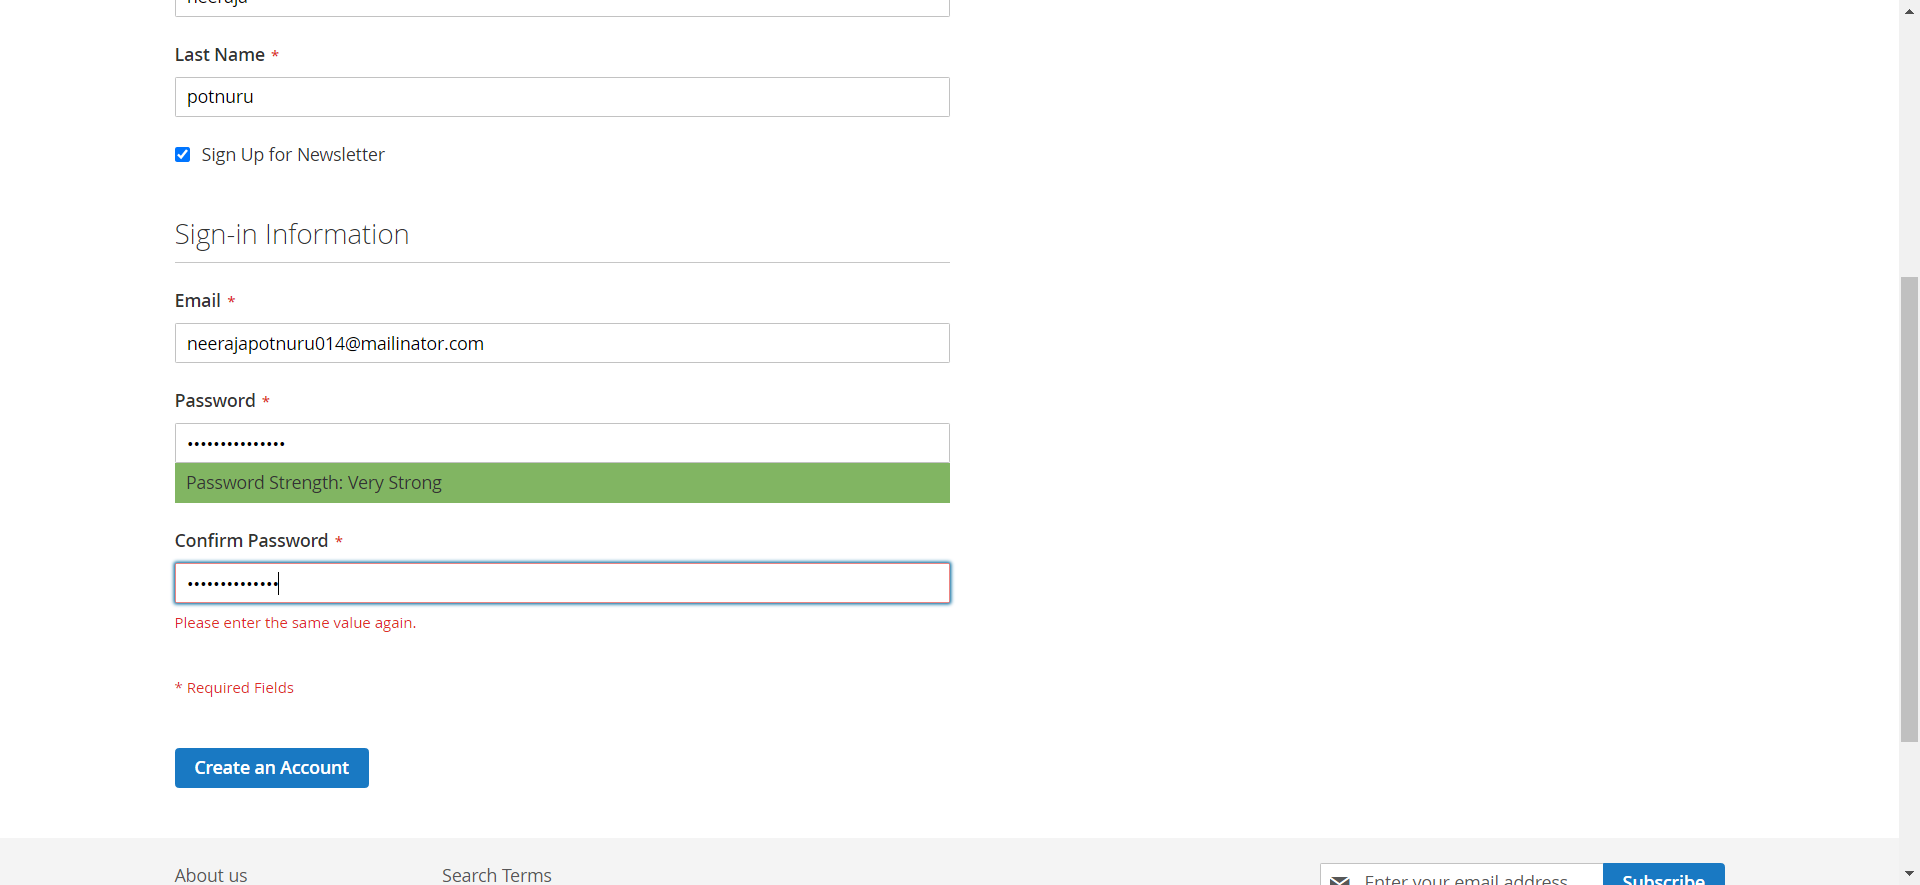 neeraja
Last Name *
potnuru
Sign Up for Newsletter
Sign-in Information
Email *
neerajapotnuru014@mailinator.com
Password *
•••••••••••••••
Password Strength: Very Strong
Confirm Password *
••••••••••••••
Please enter the same value again.
* Required Fields
Create an Account
About us
Search Terms
Enter your email address
Subscribe